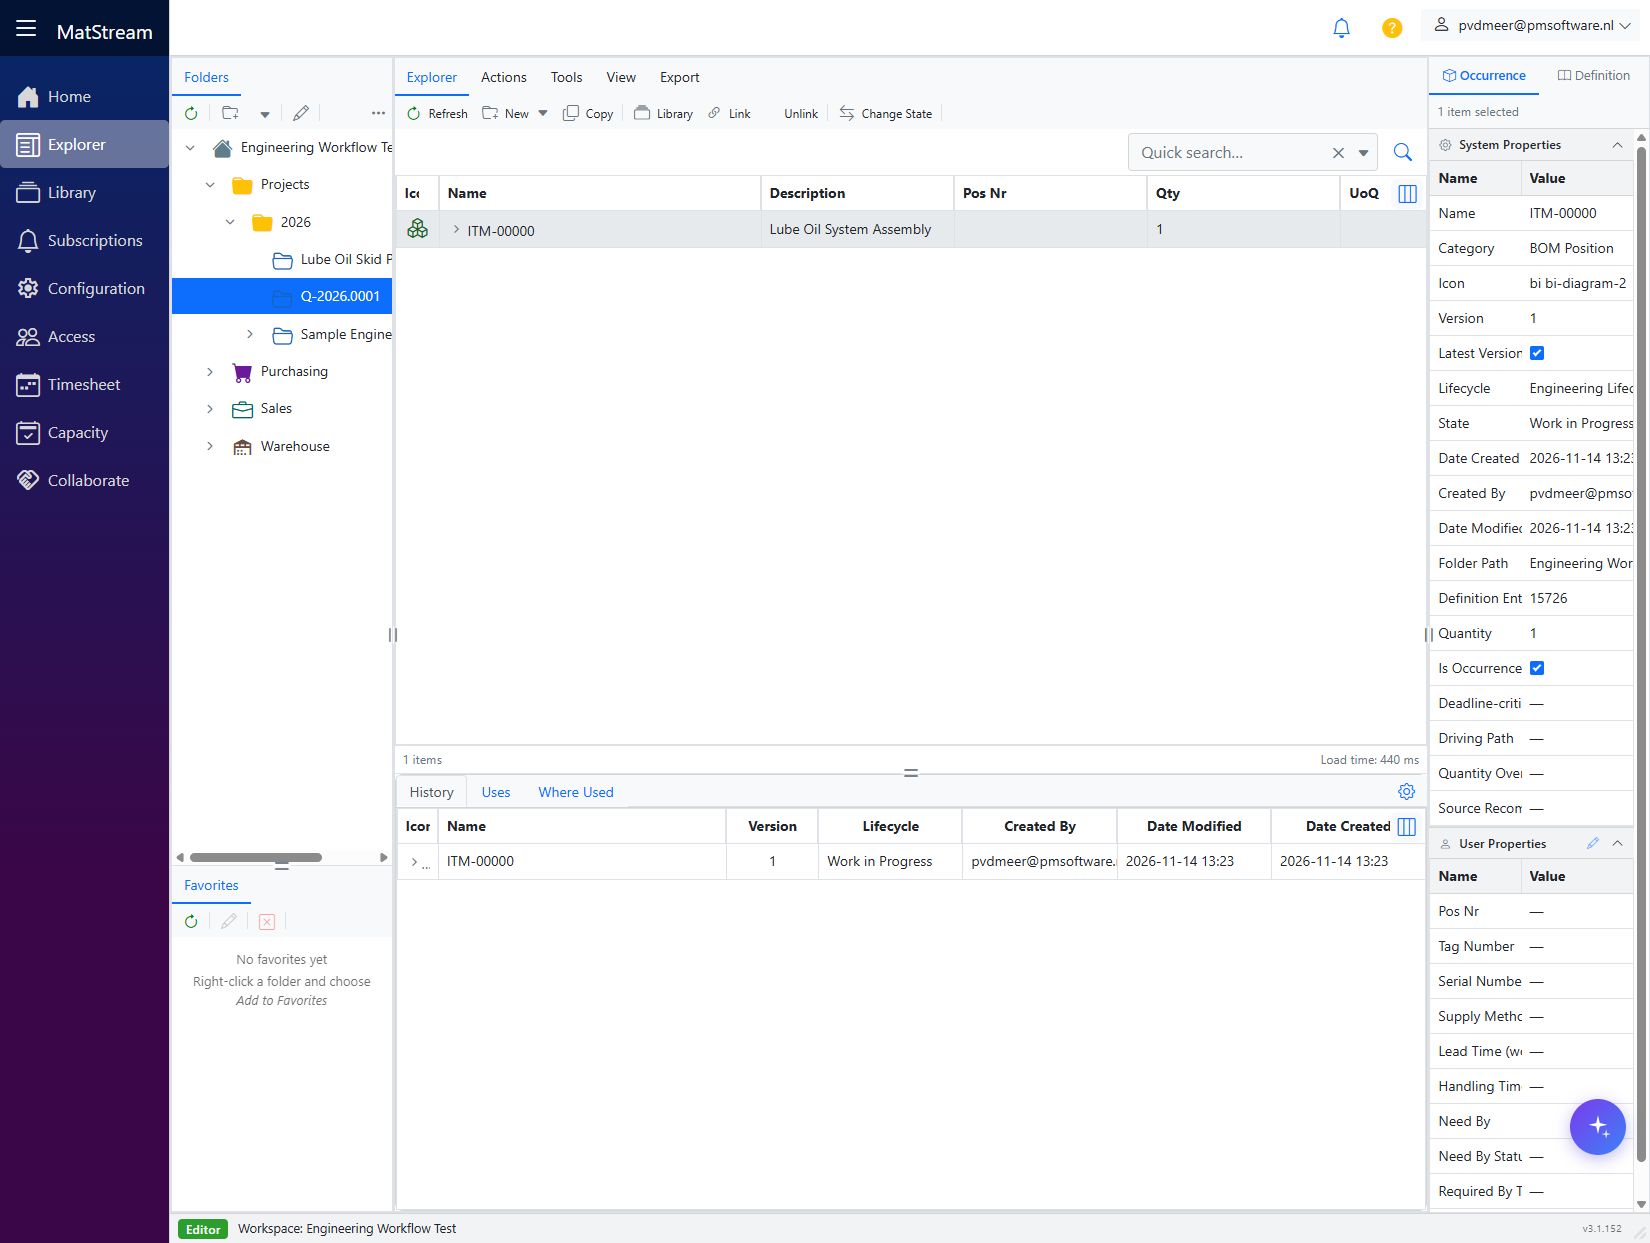 MatStream
pvdmeer@pmsoftware.nl
Home
Explorer
Library
Subscriptions
Configuration
Access
Timesheet
Capacity
Collaborate
Folders
Engineering Workflow Te
Projects
2026
Lube Oil Skid P
Q-2026.0001
Sample Engine
Purchasing
Sales
Warehouse
Favorites
No favorites yet
Right-click a folder and choose
Add to Favorites
Explorer Actions Tools View Export
Refresh New Copy Library Link Unlink Change State
Quick search...
Ico Name Description Pos Nr Qty UoQ
ITM-00000 Lube Oil System Assembly 1
1 items Load time: 440 ms
History Uses Where Used
Icon Name Version Lifecycle Created By Date Modified Date Created
... ITM-00000 1 Work in Progress pvdmeer@pmsoftware. 2026-11-14 13:23 2026-11-14 13:23
Occurrence Definition
1 item selected
System Properties
Name Value
Name ITM-00000
Category BOM Position
Icon bi bi-diagram-2
Version 1
Latest Version
Lifecycle Engineering Lifec
State Work in Progress
Date Created 2026-11-14 13:23
Created By pvdmeer@pmso
Date Modified 2026-11-14 13:23
Folder Path Engineering Wor
Definition Ent 15726
Quantity 1
Is Occurrence
Deadline-criti —
Driving Path —
Quantity Over —
Source Recom —
User Properties
Name Value
Pos Nr —
Tag Number —
Serial Numbe —
Supply Metho —
Lead Time (wo —
Handling Tim —
Need By
Need By Statu —
Required By T —
Editor Workspace: Engineering Workflow Test v3.1.152